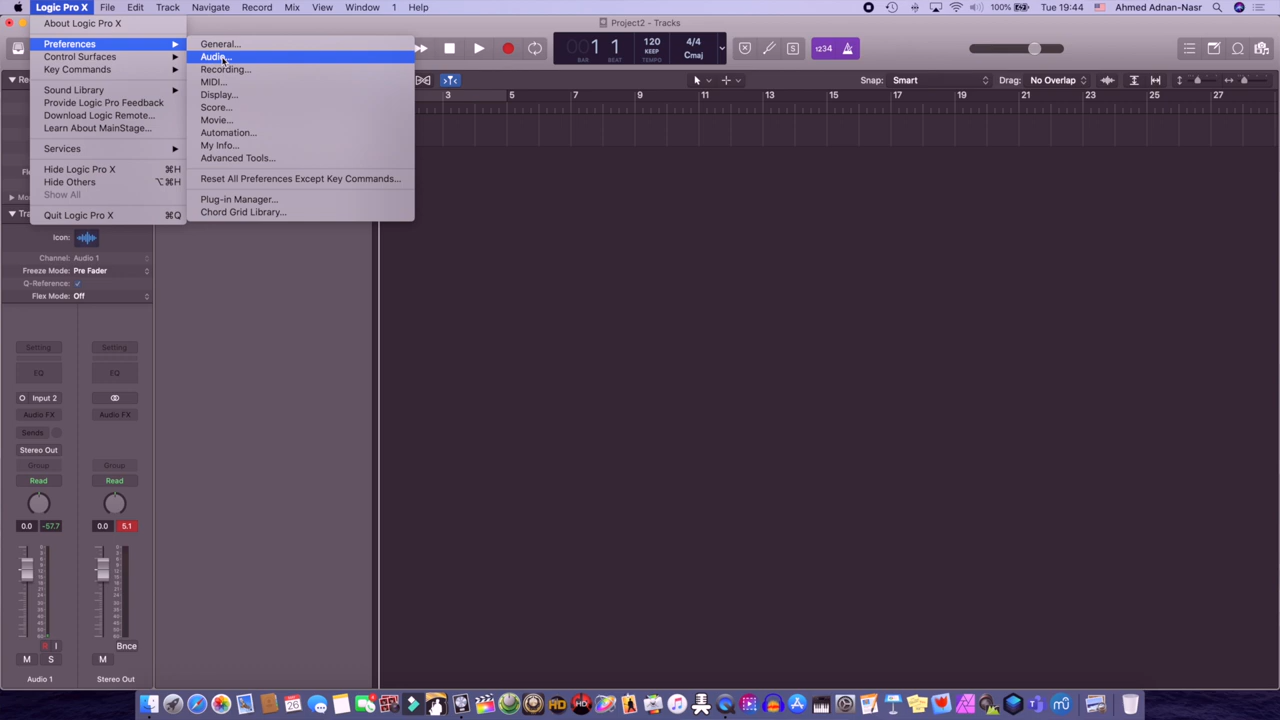 Logic Pro X File Edit Track Navigate Record Mix View Window 1 Help 100% Tue 19:44 Ahmed Adnan-Nasr
About Logic Pro X
Preferences
Control Surfaces
Key Commands
Sound Library
Provide Logic Pro Feedback
Download Logic Remote...
Learn About MainStage...
Services
Hide Logic Pro X ⌘H
Hide Others ⌥⌘H
Show All
Quit Logic Pro X ⌘Q
General...
Audio...
Recording...
MIDI...
Display...
Score...
Movie...
Automation...
My Info...
Advanced Tools...
Reset All Preferences Except Key Commands...
Plug-in Manager...
Chord Grid Library...
Project2 - Tracks
001 1 120 4/4
BAR BEAT KEEP TEMPO Cmaj
S 1234
Snap: Smart Drag: No Overlap
3 5 7 9 11 13 15 17 19 21 23 25 27
Icon:
Channel: Audio 1
Freeze Mode: Pre Fader
Q-Reference:
Flex Mode: Off
Setting Setting
EQ EQ
Input 2
Audio FX Audio FX
Sends
Stereo Out
Group Group
Read Read
0.0 -57.7 0.0 5.1
R I Bnce
M S M
Audio 1 Stereo Out